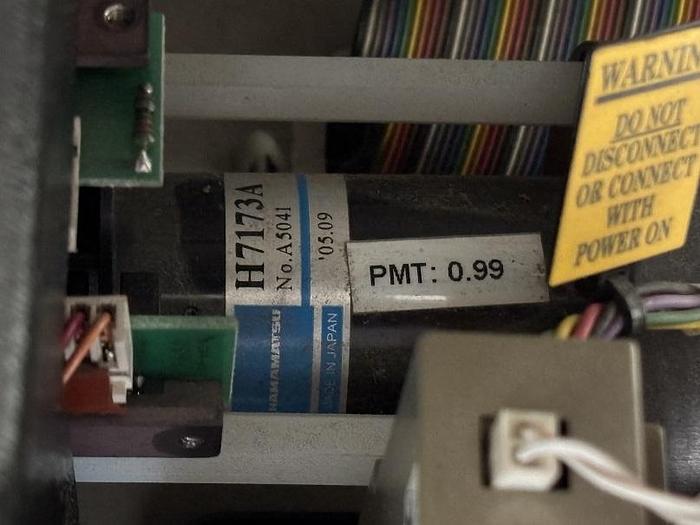 H7173A
No.A5041
'05.09
HAMAMATSU
MADE IN JAPAN
PMT: 0.99
WARNING
DO NOT
DISCONNECT
OR CONNECT
WITH
POWER ON